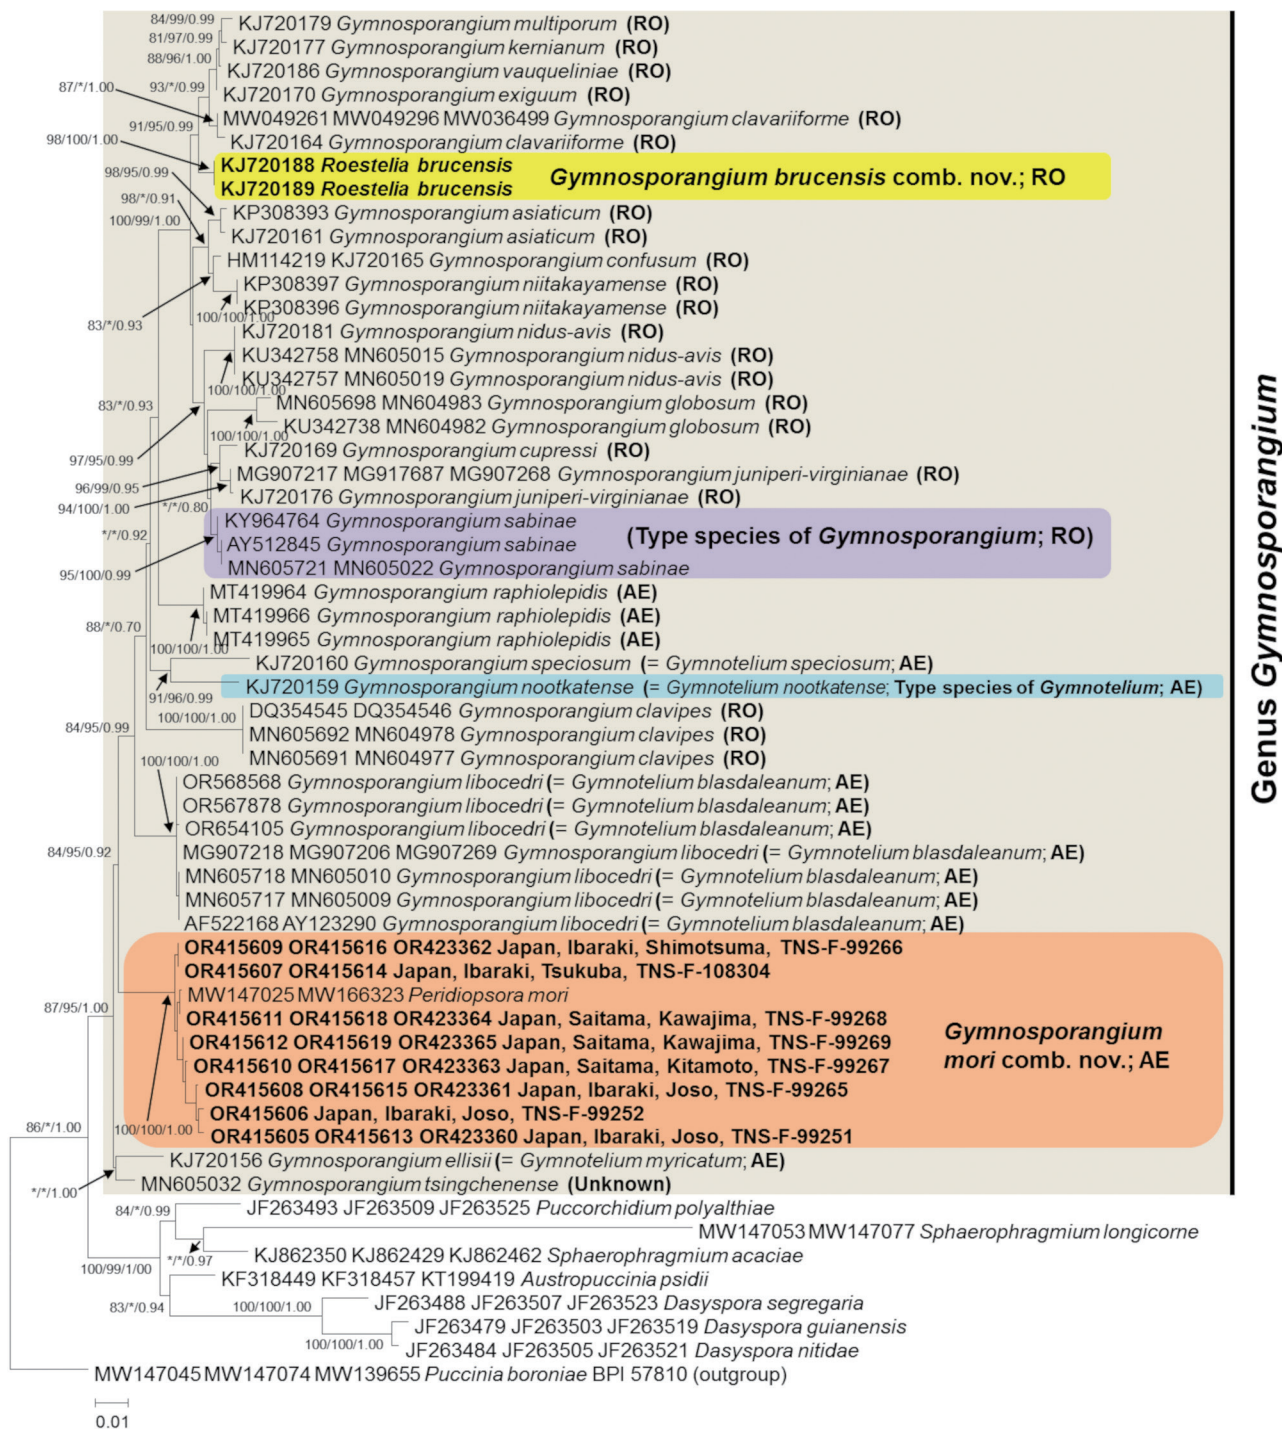 84/99/0.99
KJ720179 Gymnosporangium multiporum (RO)
81/97/0.99
KJ720177 Gymnosporangium kernianum (RO)
88/96/1.00
KJ720186 Gymnosporangium vauqueliniae (RO)
87/*/1.00
93/*/0.99
KJ720170 Gymnosporangium exiguum (RO)
MW049261 MW049296 MW036499 Gymnosporangium clavariiforme (RO)
91/95/0.99
98/100/1.00
KJ720164 Gymnosporangium clavariiforme (RO)
KJ720188 Roestelia brucensis
KJ720189 Roestelia brucensis
Gymnosporangium brucensis comb. nov.; RO
98/95/0.99
98/*/0.91
KP308393 Gymnosporangium asiaticum (RO)
100/99/1.00
KJ720161 Gymnosporangium asiaticum (RO)
HM114219 KJ720165 Gymnosporangium confusum (RO)
KP308397 Gymnosporangium niitakayamense (RO)
KP308396 Gymnosporangium niitakayamense (RO)
100/100/1.00
83/*/0.93
KJ720181 Gymnosporangium nidus-avis (RO)
KU342758 MN605015 Gymnosporangium nidus-avis (RO)
KU342757 MN605019 Gymnosporangium nidus-avis (RO)
100/100/1.00
83/*/0.93
MN605698 MN604983 Gymnosporangium globosum (RO)
KU342738 MN604982 Gymnosporangium globosum (RO)
100/100/1.00
97/95/0.99
KJ720169 Gymnosporangium cupressi (RO)
MG907217 MG917687 MG907268 Gymnosporangium juniperi-virginianae (RO)
96/99/0.95
KJ720176 Gymnosporangium juniperi-virginianae (RO)
94/100/1.00
*/*/0.80
KY964764 Gymnosporangium sabinae
AY512845 Gymnosporangium sabinae
MN605721 MN605022 Gymnosporangium sabinae
(Type species of Gymnosporangium; RO)
*/*/0.92
95/100/0.99
MT419964 Gymnosporangium raphiolepidis (AE)
MT419966 Gymnosporangium raphiolepidis (AE)
MT419965 Gymnosporangium raphiolepidis (AE)
88/*/0.70
100/100/1.00
KJ720160 Gymnosporangium speciosum (= Gymnotelium speciosum; AE)
KJ720159 Gymnosporangium nootkatense (= Gymnotelium nootkatense; Type species of Gymnotelium; AE)
91/96/0.99
DQ354545 DQ354546 Gymnosporangium clavipes (RO)
100/100/1.00
84/95/0.99
MN605692 MN604978 Gymnosporangium clavipes (RO)
MN605691 MN604977 Gymnosporangium clavipes (RO)
100/100/1.00
OR568568 Gymnosporangium libocedri (= Gymnotelium blasdaleanum; AE)
OR567878 Gymnosporangium libocedri (= Gymnotelium blasdaleanum; AE)
OR654105 Gymnosporangium libocedri (= Gymnotelium blasdaleanum; AE)
84/95/0.92
MG907218 MG907206 MG907269 Gymnosporangium libocedri (= Gymnotelium blasdaleanum; AE)
MN605718 MN605010 Gymnosporangium libocedri (= Gymnotelium blasdaleanum; AE)
MN605717 MN605009 Gymnosporangium libocedri (= Gymnotelium blasdaleanum; AE)
AF522168 AY123290 Gymnosporangium libocedri (= Gymnotelium blasdaleanum; AE)
OR415609 OR415616 OR423362 Japan, Ibaraki, Shimotsuma, TNS-F-99266
OR415607 OR415614 Japan, Ibaraki, Tsukuba, TNS-F-108304
MW147025 MW166323 Peridiopsora mori
87/95/1.00
OR415611 OR415618 OR423364 Japan, Saitama, Kawajima, TNS-F-99268
OR415612 OR415619 OR423365 Japan, Saitama, Kawajima, TNS-F-99269
OR415610 OR415617 OR423363 Japan, Saitama, Kitamoto, TNS-F-99267
OR415608 OR415615 OR423361 Japan, Ibaraki, Joso, TNS-F-99265
OR415606 Japan, Ibaraki, Joso, TNS-F-99252
OR415605 OR415613 OR423360 Japan, Ibaraki, Joso, TNS-F-99251
Gymnosporangium
mori comb. nov.; AE
86/*/1.00
100/100/1.00
KJ720156 Gymnosporangium ellisii (= Gymnotelium myricatum; AE)
MN605032 Gymnosporangium tsingchenense (Unknown)
*/*/1.00
Genus Gymnosporangium
JF263493 JF263509 JF263525 Puccorchidium polyalthiae
84/*/0.99
MW147053 MW147077 Sphaerophragmium longicorne
KJ862350 KJ862429 KJ862462 Sphaerophragmium acaciae
*/*/0.97
100/99/1/00
KF318449 KF318457 KT199419 Austropuccinia psidii
83/*/0.94
100/100/1.00
JF263488 JF263507 JF263523 Dasyspora segregaria
JF263479 JF263503 JF263519 Dasyspora guianensis
100/100/1.00
JF263484 JF263505 JF263521 Dasyspora nitidae
MW147045 MW147074 MW139655 Puccinia boroniae BPI 57810 (outgroup)
0.01